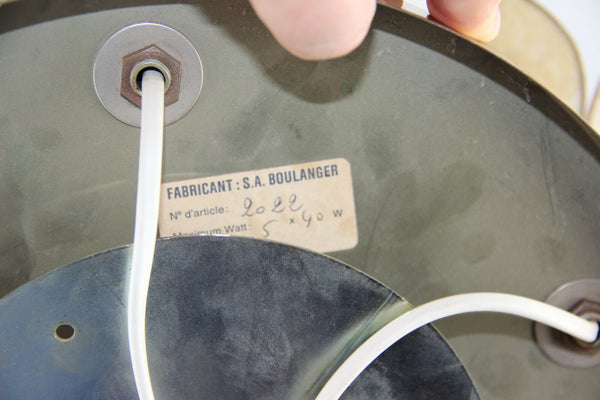 FABRICANT : S.A. BOULANGER
N° d'article: 2022
Maximum Watt: 5 x 40 W